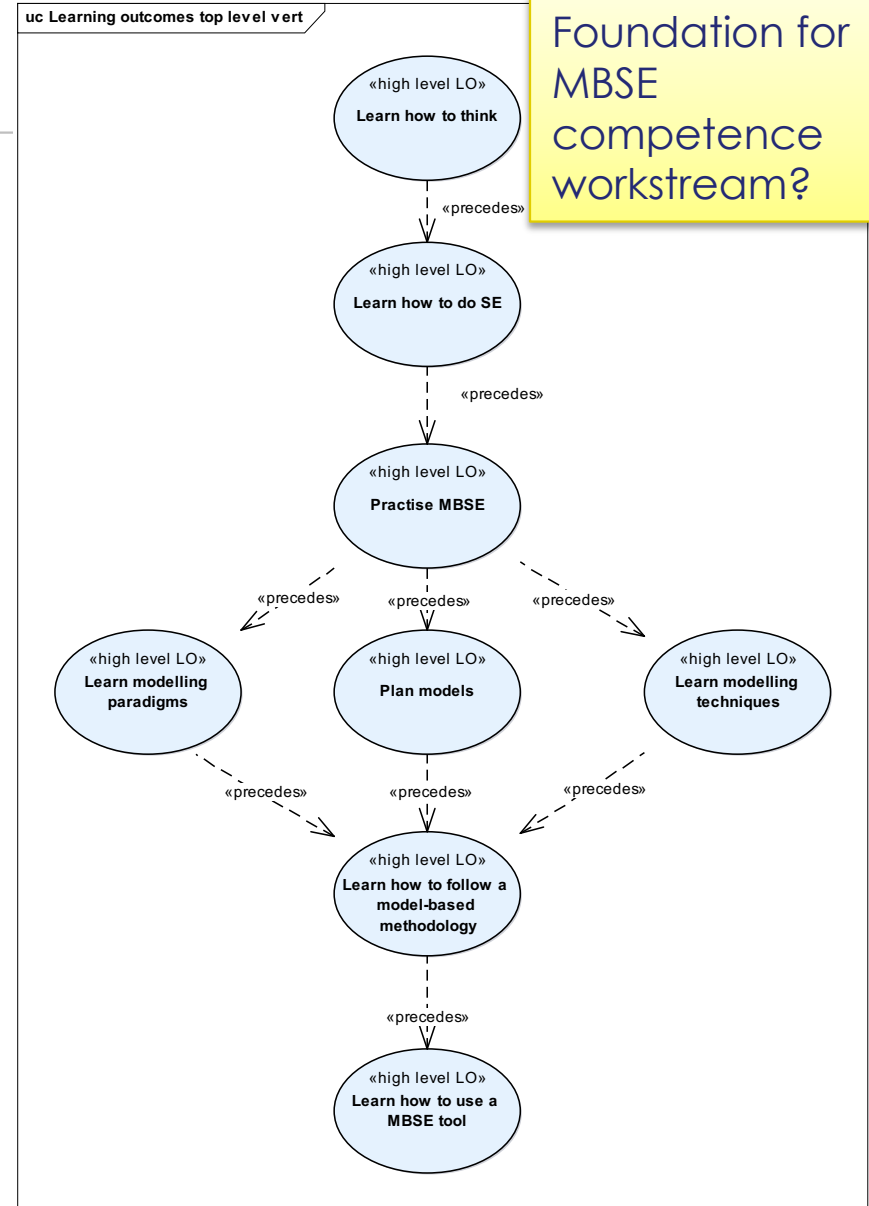 uc Learning outcomes top level vert
Foundation for
MBSE
competence
workstream?
«high level LO»
Learn how to think
«precedes»
«high level LO»
Learn how to do SE
«precedes»
«high level LO»
Practise MBSE
«precedes»
«precedes»
«precedes»
«high level LO»
Learn modelling
paradigms
«high level LO»
Plan models
«high level LO»
Learn modelling
techniques
«precedes»
«precedes»
«precedes»
«high level LO»
Learn how to follow a
model-based
methodology
«precedes»
«high level LO»
Learn how to use a
MBSE tool